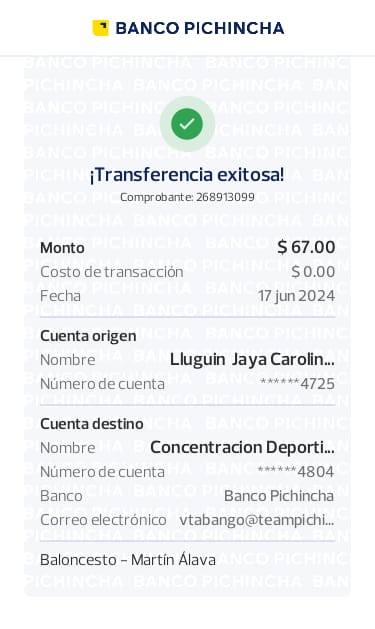 BANCO PICHINCHA
¡Transferencia exitosa!
Comprobante: 268913099
Monto $ 67.00
Costo de transacción $ 0.00
Fecha 17 jun 2024
Cuenta origen
Nombre Lluguin Jaya Carolin...
Número de cuenta ******4725
Cuenta destino
Nombre Concentracion Deporti...
Número de cuenta ******4804
Banco Banco Pichincha
Correo electrónico vtabango@teampichi...
Baloncesto - Martín Álava